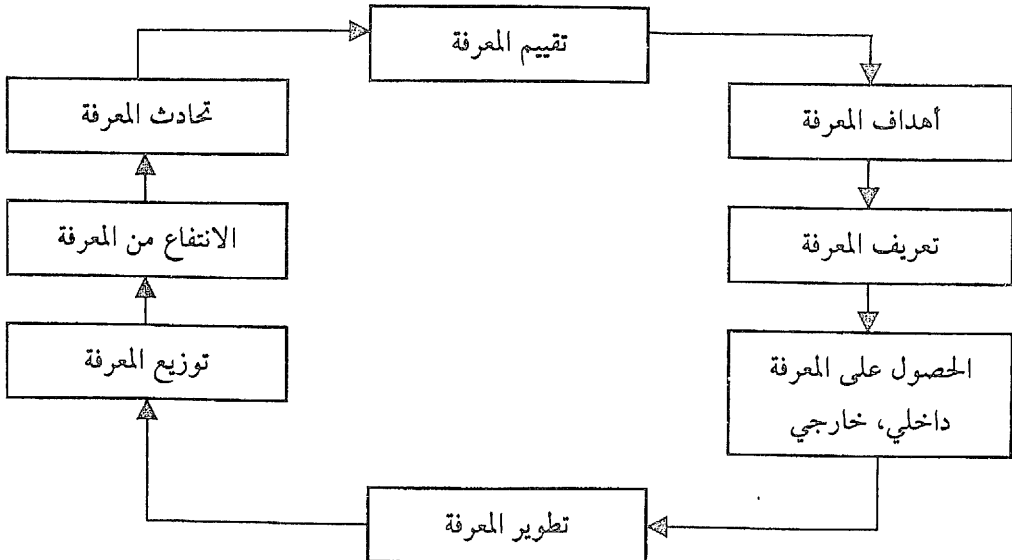 تقييم المعرفة
أهداف المعرفة
تعريف المعرفة
الحصول على المعرفة
داخلي، خارجي
تطوير المعرفة
توزيع المعرفة
الانتفاع من المعرفة
تحادث المعرفة